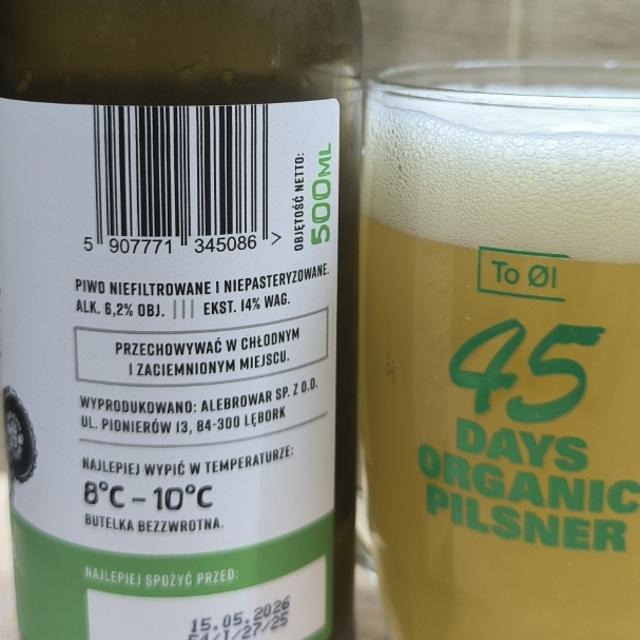 5 907771 345086 >
OBJĘTOŚĆ NETTO:
500ML
PIWO NIEFILTROWANE I NIEPASTERYZOWANE.
ALK. 6,2% OBJ. ||| EKST. 14% WAG.
PRZECHOWYWAĆ W CHŁODNYM
I ZACIEMNIONYM MIEJSCU.
WYPRODUKOWANO: ALEBROWAR SP. Z O.O.
UL. PIONIERÓW 13, 84-300 LĘBORK
NAJLEPIEJ WYPIĆ W TEMPERATURZE:
8°C – 10°C
BUTELKA BEZZWROTNA.
NAJLEPIEJ SPOŻYĆ PRZED:
15.05.2026
To Øl
45
DAYS
ORGANIC
PILSNER